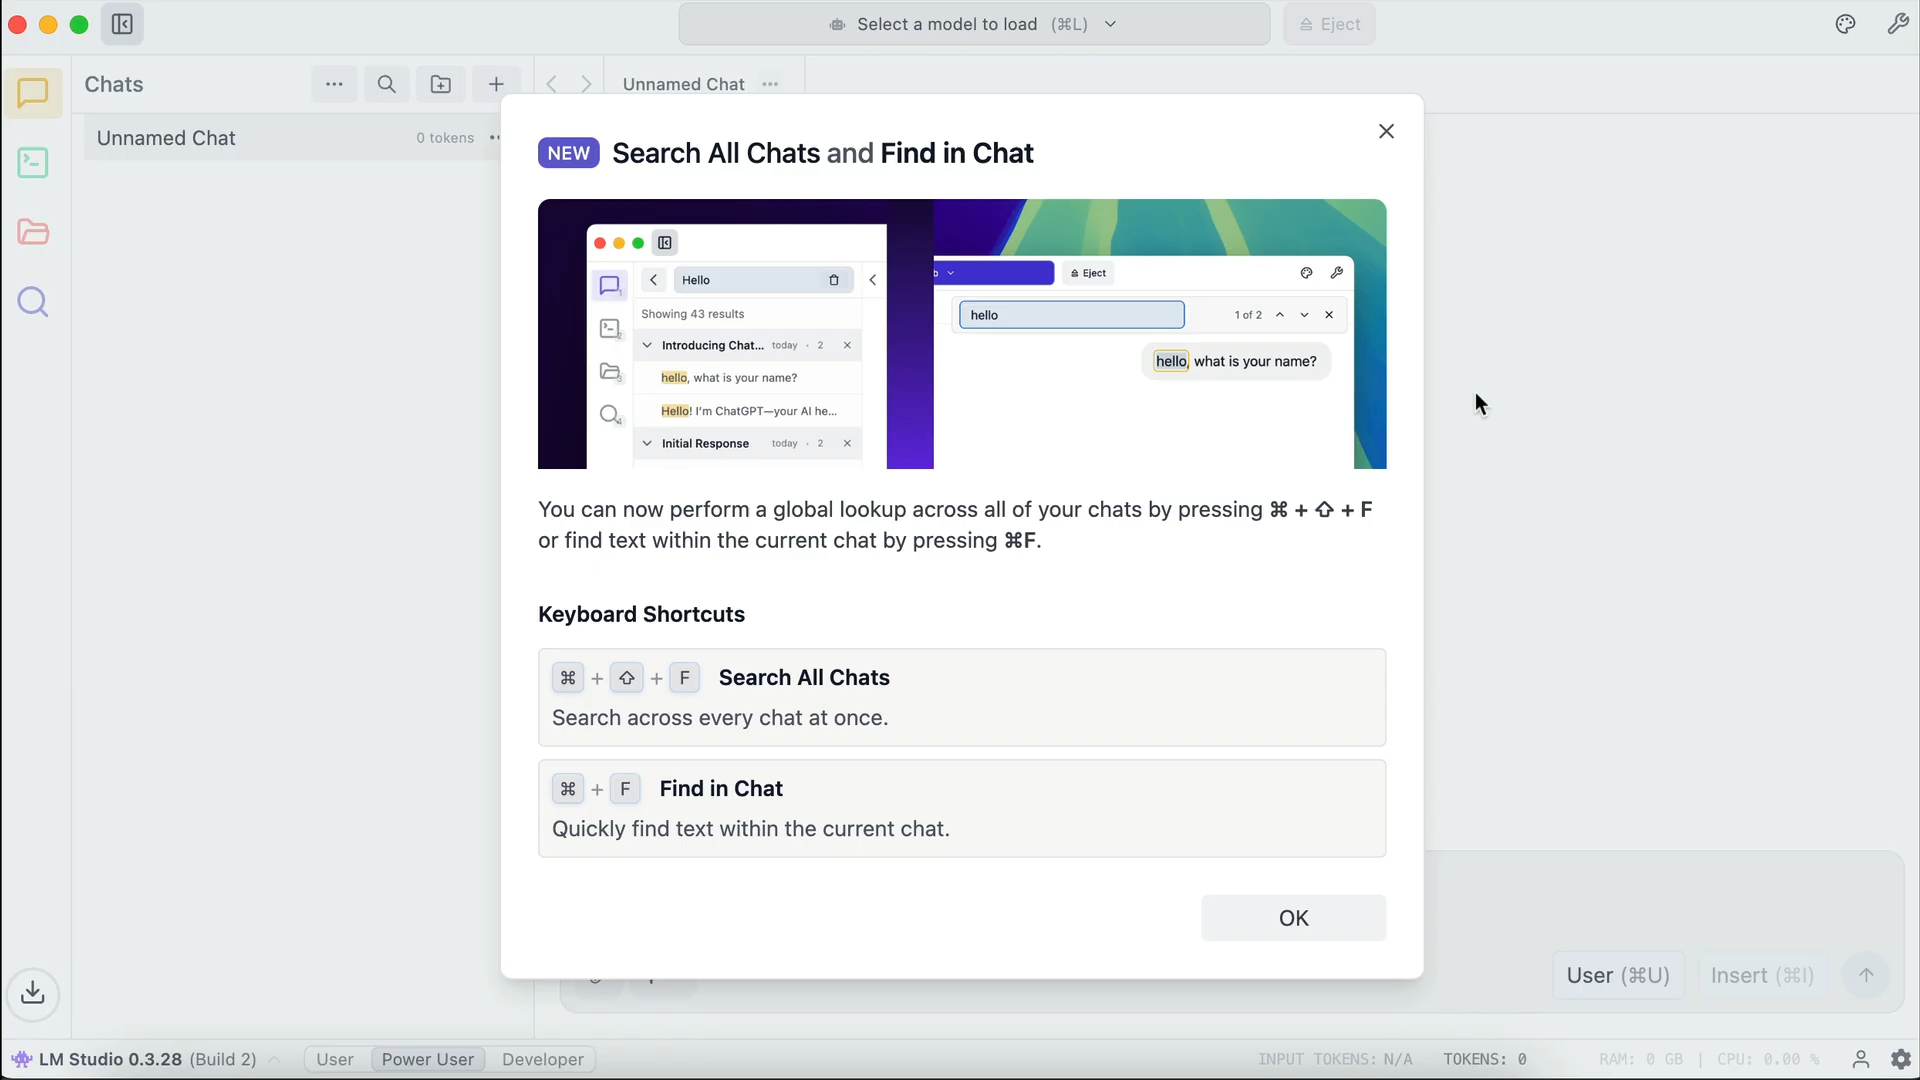 Select a model to load (⌘L)
Eject
Chats
Unnamed Chat
Unnamed Chat 0 tokens
NEW Search All Chats and Find in Chat
Hello
Showing 43 results
Introducing Chat... today · 2
hello, what is your name?
Hello! I'm ChatGPT—your AI he...
Initial Response today · 2
Eject
hello
1 of 2
hello, what is your name?
You can now perform a global lookup across all of your chats by pressing ⌘ + ⇧ + F
or find text within the current chat by pressing ⌘F.
Keyboard Shortcuts
⌘ + ⇧ + F Search All Chats
Search across every chat at once.
⌘ + F Find in Chat
Quickly find text within the current chat.
OK
User (⌘U)
Insert (⌘I)
LM Studio 0.3.28 (Build 2)
User Power User Developer
INPUT TOKENS: N/A TOKENS: 0
RAM: 0 GB | CPU: 0.00 %